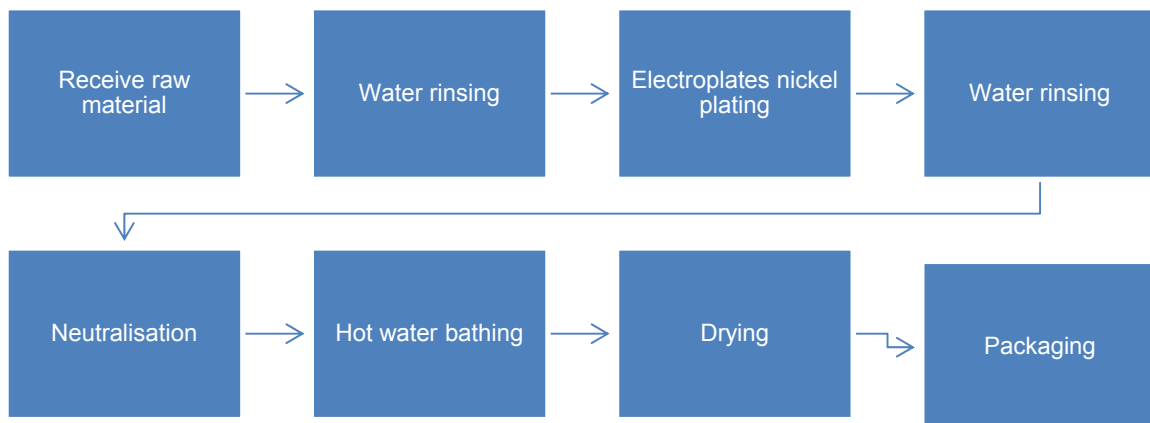 Receive raw
material
Water rinsing
Electroplates nickel
plating
Water rinsing
Neutralisation
Hot water bathing
Drying
Packaging